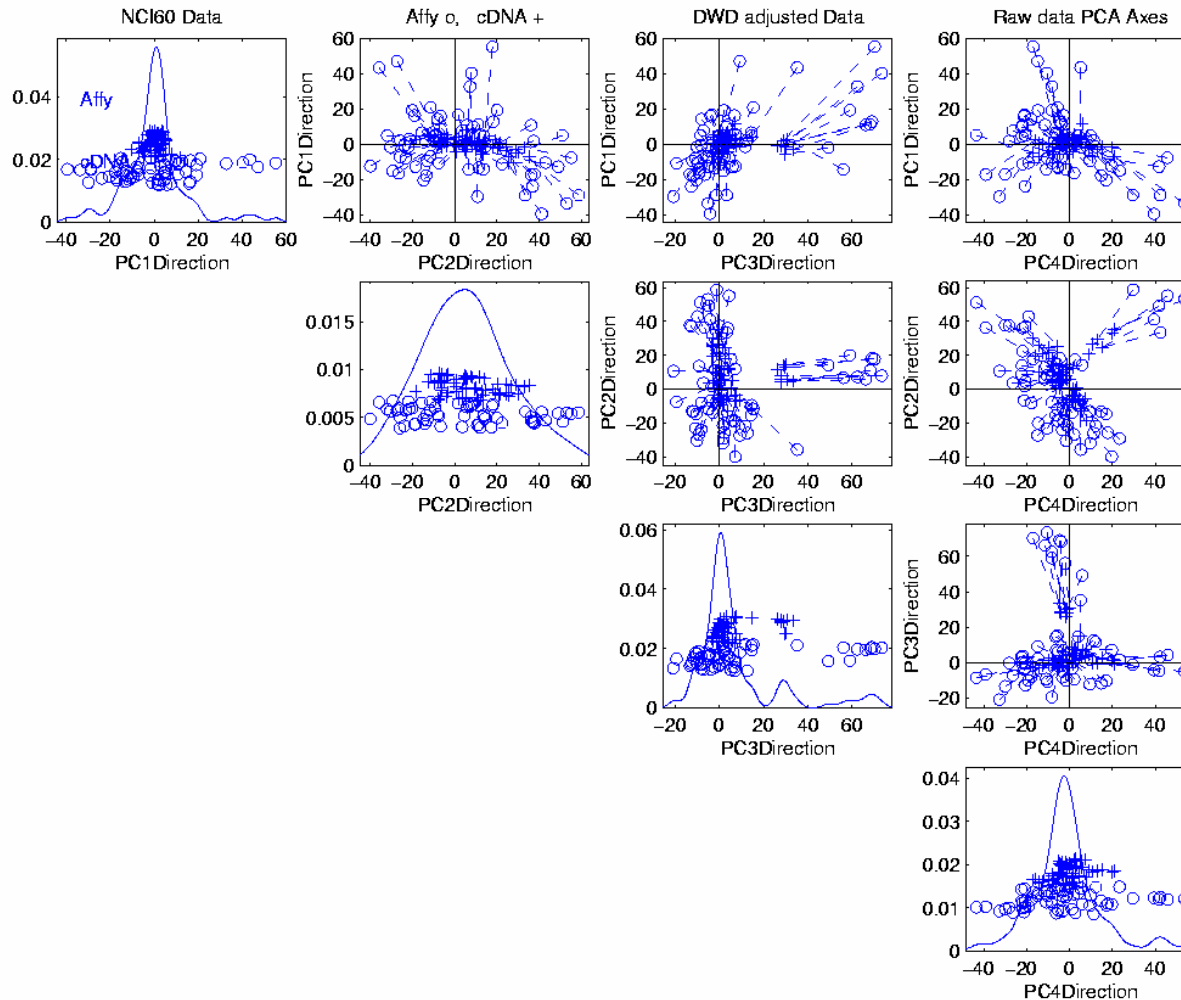 NCI60 Data
Affy o, cDNA +
DWD adjusted Data
Raw data PCA Axes
0.04
0.02
0
Affy
cDNA
−40 −20 0 20 40 60
PC1Direction
PC1Direction
60
40
20
0
−20
−40
−40 −20 0 20 40 60
PC2Direction
PC1Direction
60
40
20
0
−20
−40
−20 0 20 40 60
PC3Direction
PC1Direction
60
40
20
0
−20
−40
−40 −20 0 20 40
PC4Direction
0.015
0.01
0.005
0
−40 −20 0 20 40 60
PC2Direction
PC2Direction
60
40
20
0
−20
−40
−20 0 20 40 60
PC3Direction
PC2Direction
60
40
20
0
−20
−40
−40 −20 0 20 40
PC4Direction
0.06
0.04
0.02
0
−20 0 20 40 60
PC3Direction
PC3Direction
60
40
20
0
−20
−40 −20 0 20 40
PC4Direction
0.04
0.03
0.02
0.01
0
−40 −20 0 20 40
PC4Direction